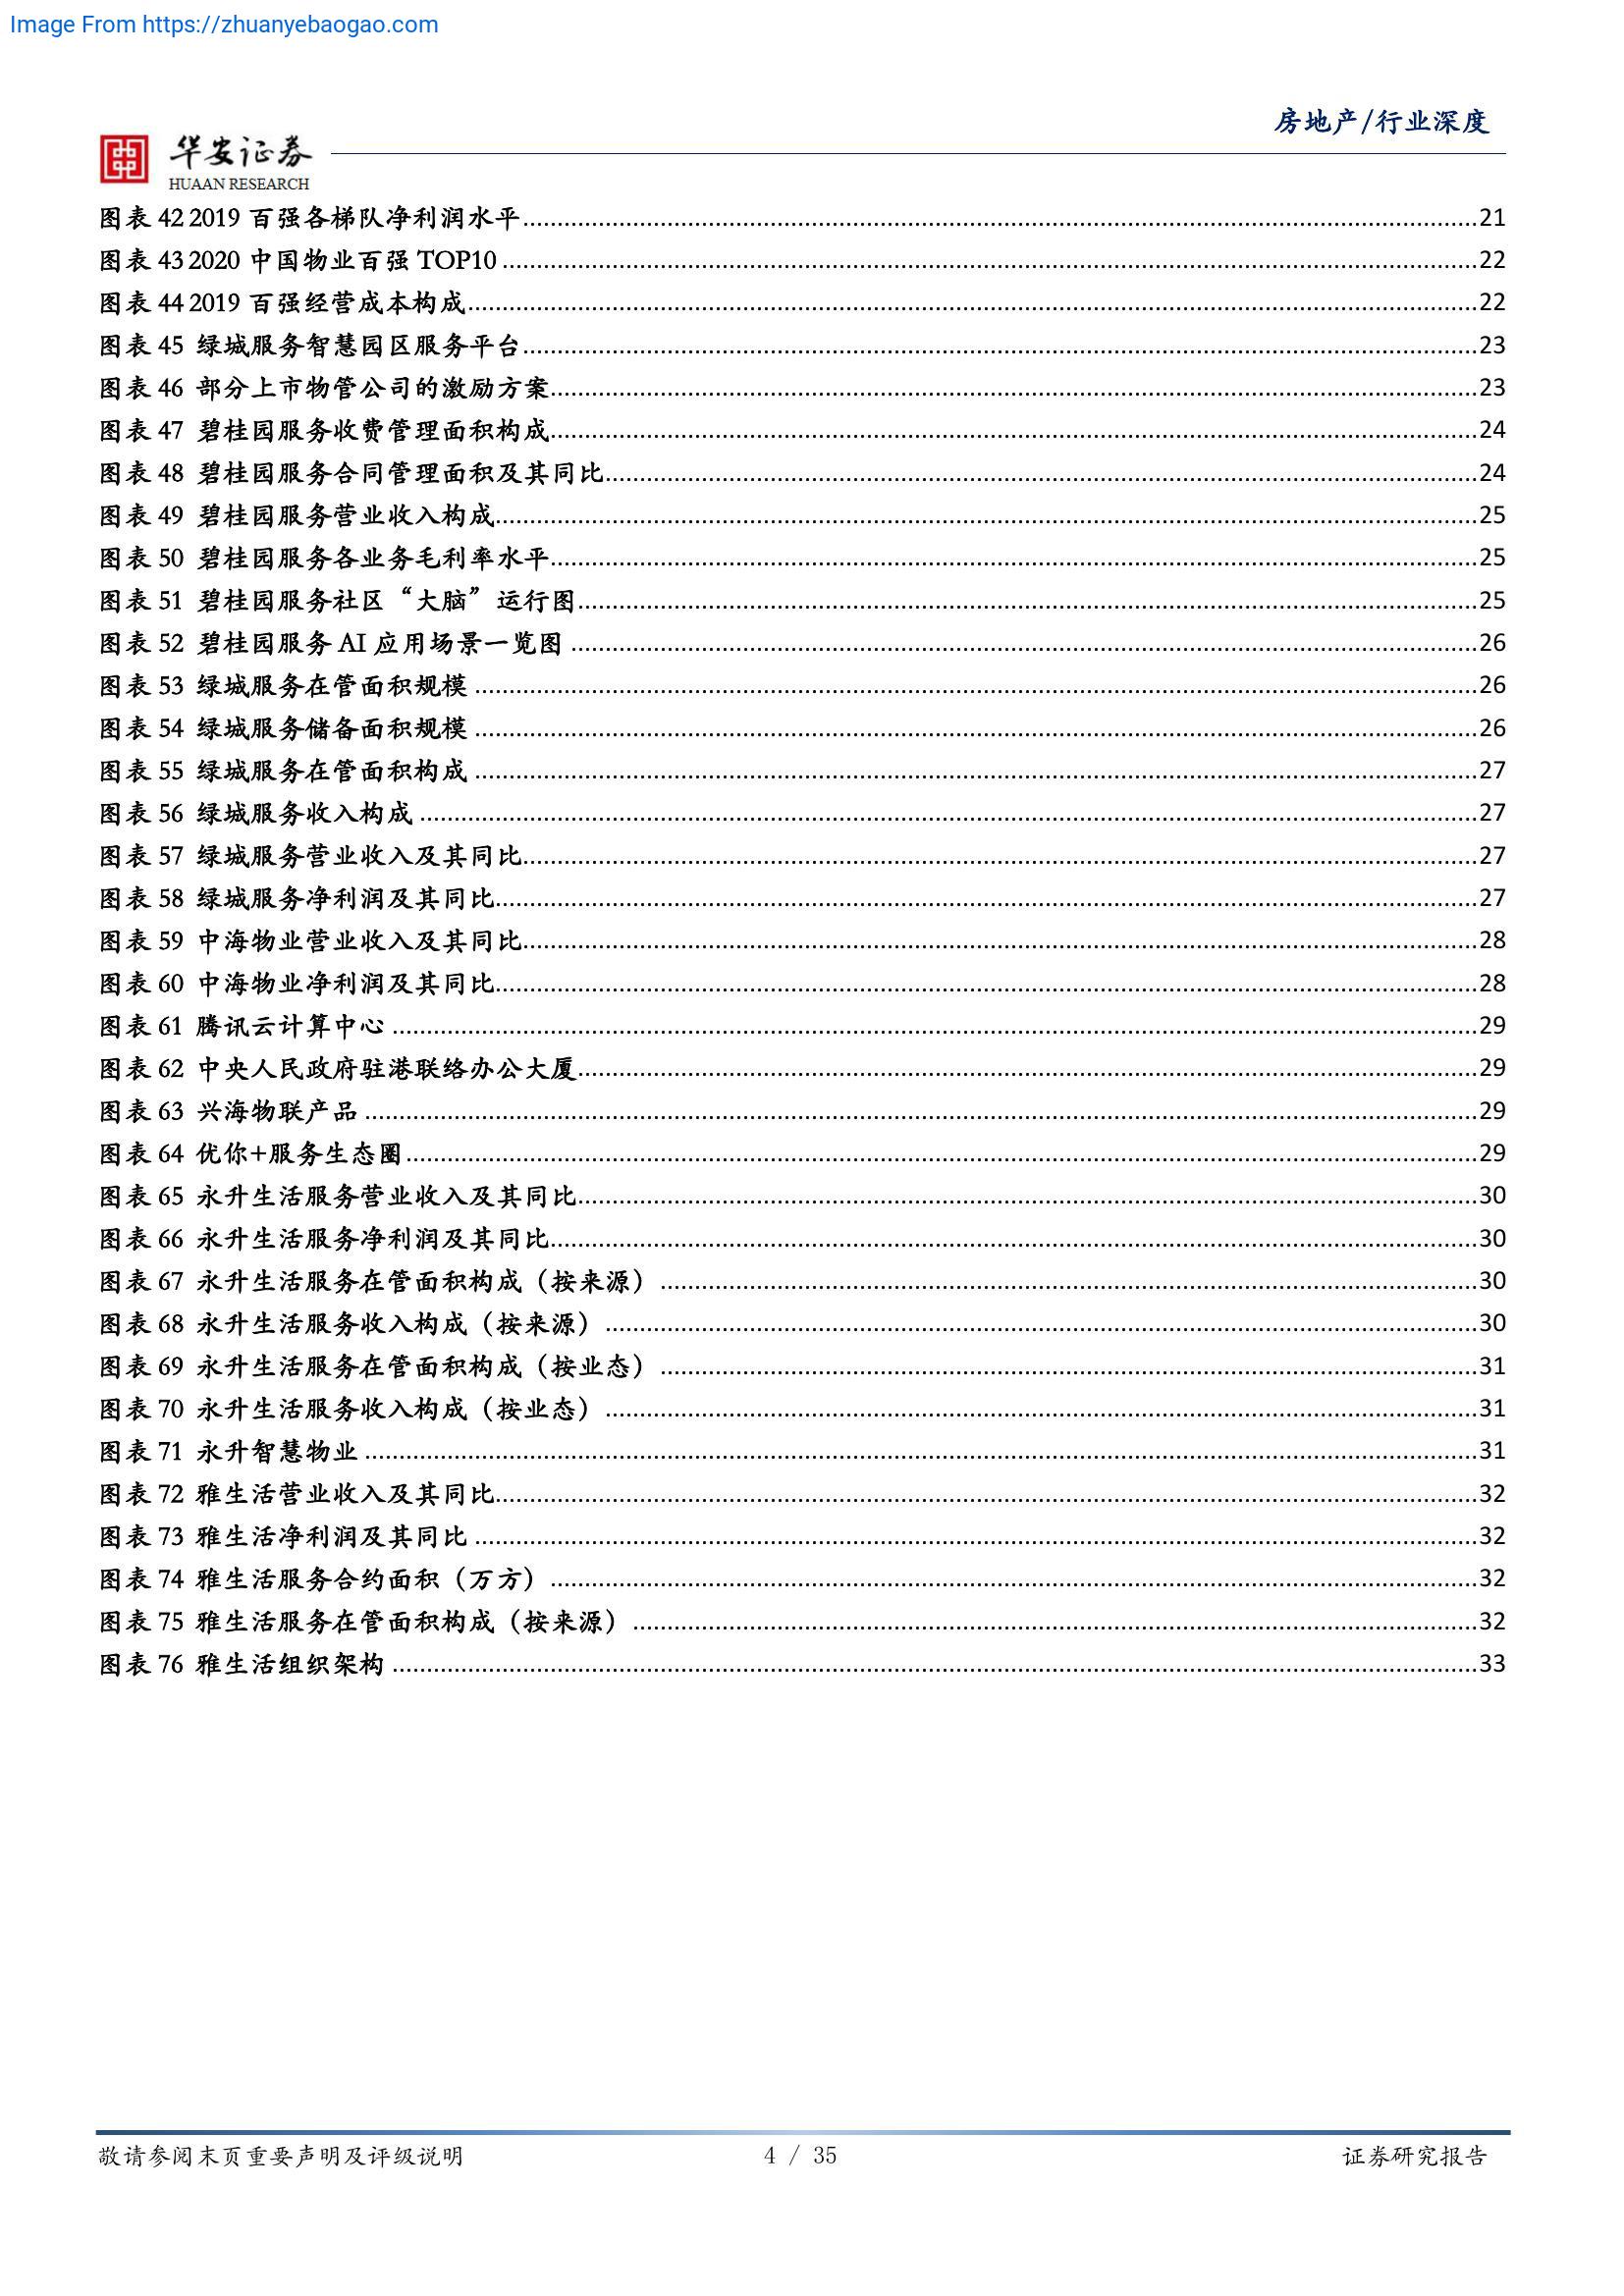 Image From https://zhuanyebaogao.com
房地产/行业深度
华安证券
HUAAN RESEARCH
图表 42 2019 百强各梯队净利润水平....................21
图表 43 2020 中国物业百强 TOP10....................22
图表 44 2019 百强经营成本构成....................22
图表 45 绿城服务智慧园区服务平台....................23
图表 46 部分上市物管公司的激励方案....................23
图表 47 碧桂园服务收费管理面积构成....................24
图表 48 碧桂园服务合同管理面积及其同比....................24
图表 49 碧桂园服务营业收入构成....................25
图表 50 碧桂园服务各业务毛利率水平....................25
图表 51 碧桂园服务社区“大脑”运行图....................25
图表 52 碧桂园服务 AI 应用场景一览图....................26
图表 53 绿城服务在管面积规模....................26
图表 54 绿城服务储备面积规模....................26
图表 55 绿城服务在管面积构成....................27
图表 56 绿城服务收入构成....................27
图表 57 绿城服务营业收入及其同比....................27
图表 58 绿城服务净利润及其同比....................27
图表 59 中海物业营业收入及其同比....................28
图表 60 中海物业净利润及其同比....................28
图表 61 腾讯云计算中心....................29
图表 62 中央人民政府驻港联络办公大厦....................29
图表 63 兴海物联产品....................29
图表 64 优你+服务生态圈....................29
图表 65 永升生活服务营业收入及其同比....................30
图表 66 永升生活服务净利润及其同比....................30
图表 67 永升生活服务在管面积构成（按来源）....................30
图表 68 永升生活服务收入构成（按来源）....................30
图表 69 永升生活服务在管面积构成（按业态）....................31
图表 70 永升生活服务收入构成（按业态）....................31
图表 71 永升智慧物业....................31
图表 72 雅生活营业收入及其同比....................32
图表 73 雅生活净利润及其同比....................32
图表 74 雅生活服务合约面积（万方）....................32
图表 75 雅生活服务在管面积构成（按来源）....................32
图表 76 雅生活组织架构....................33
敬请参阅末页重要声明及评级说明
4 / 35
证券研究报告